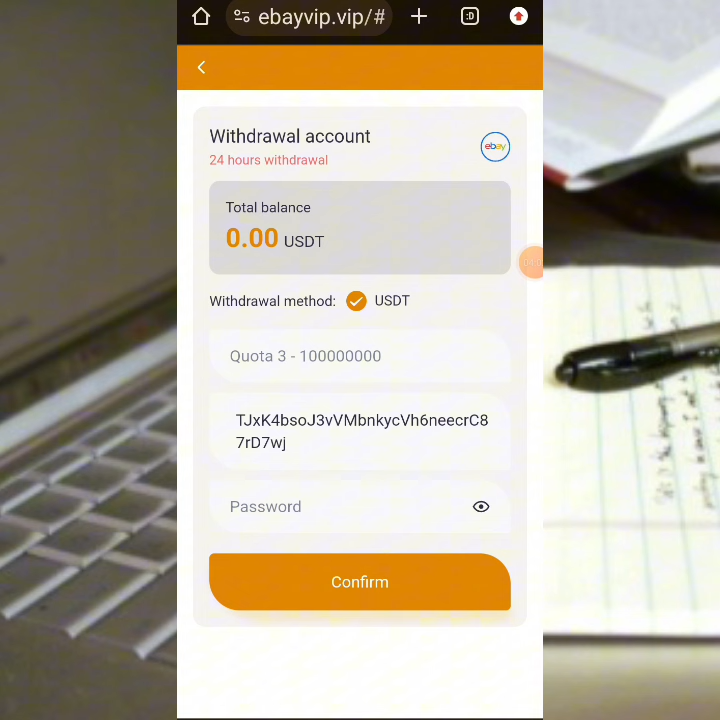 ebayvip.vip/#
:D
Withdrawal account
24 hours withdrawal
ebay
Total balance
0.00 USDT
Withdrawal method: USDT
Quota 3 - 100000000
TJxK4bsoJ3vVMbnkycVh6neecrC8
7rD7wj
Password
Confirm